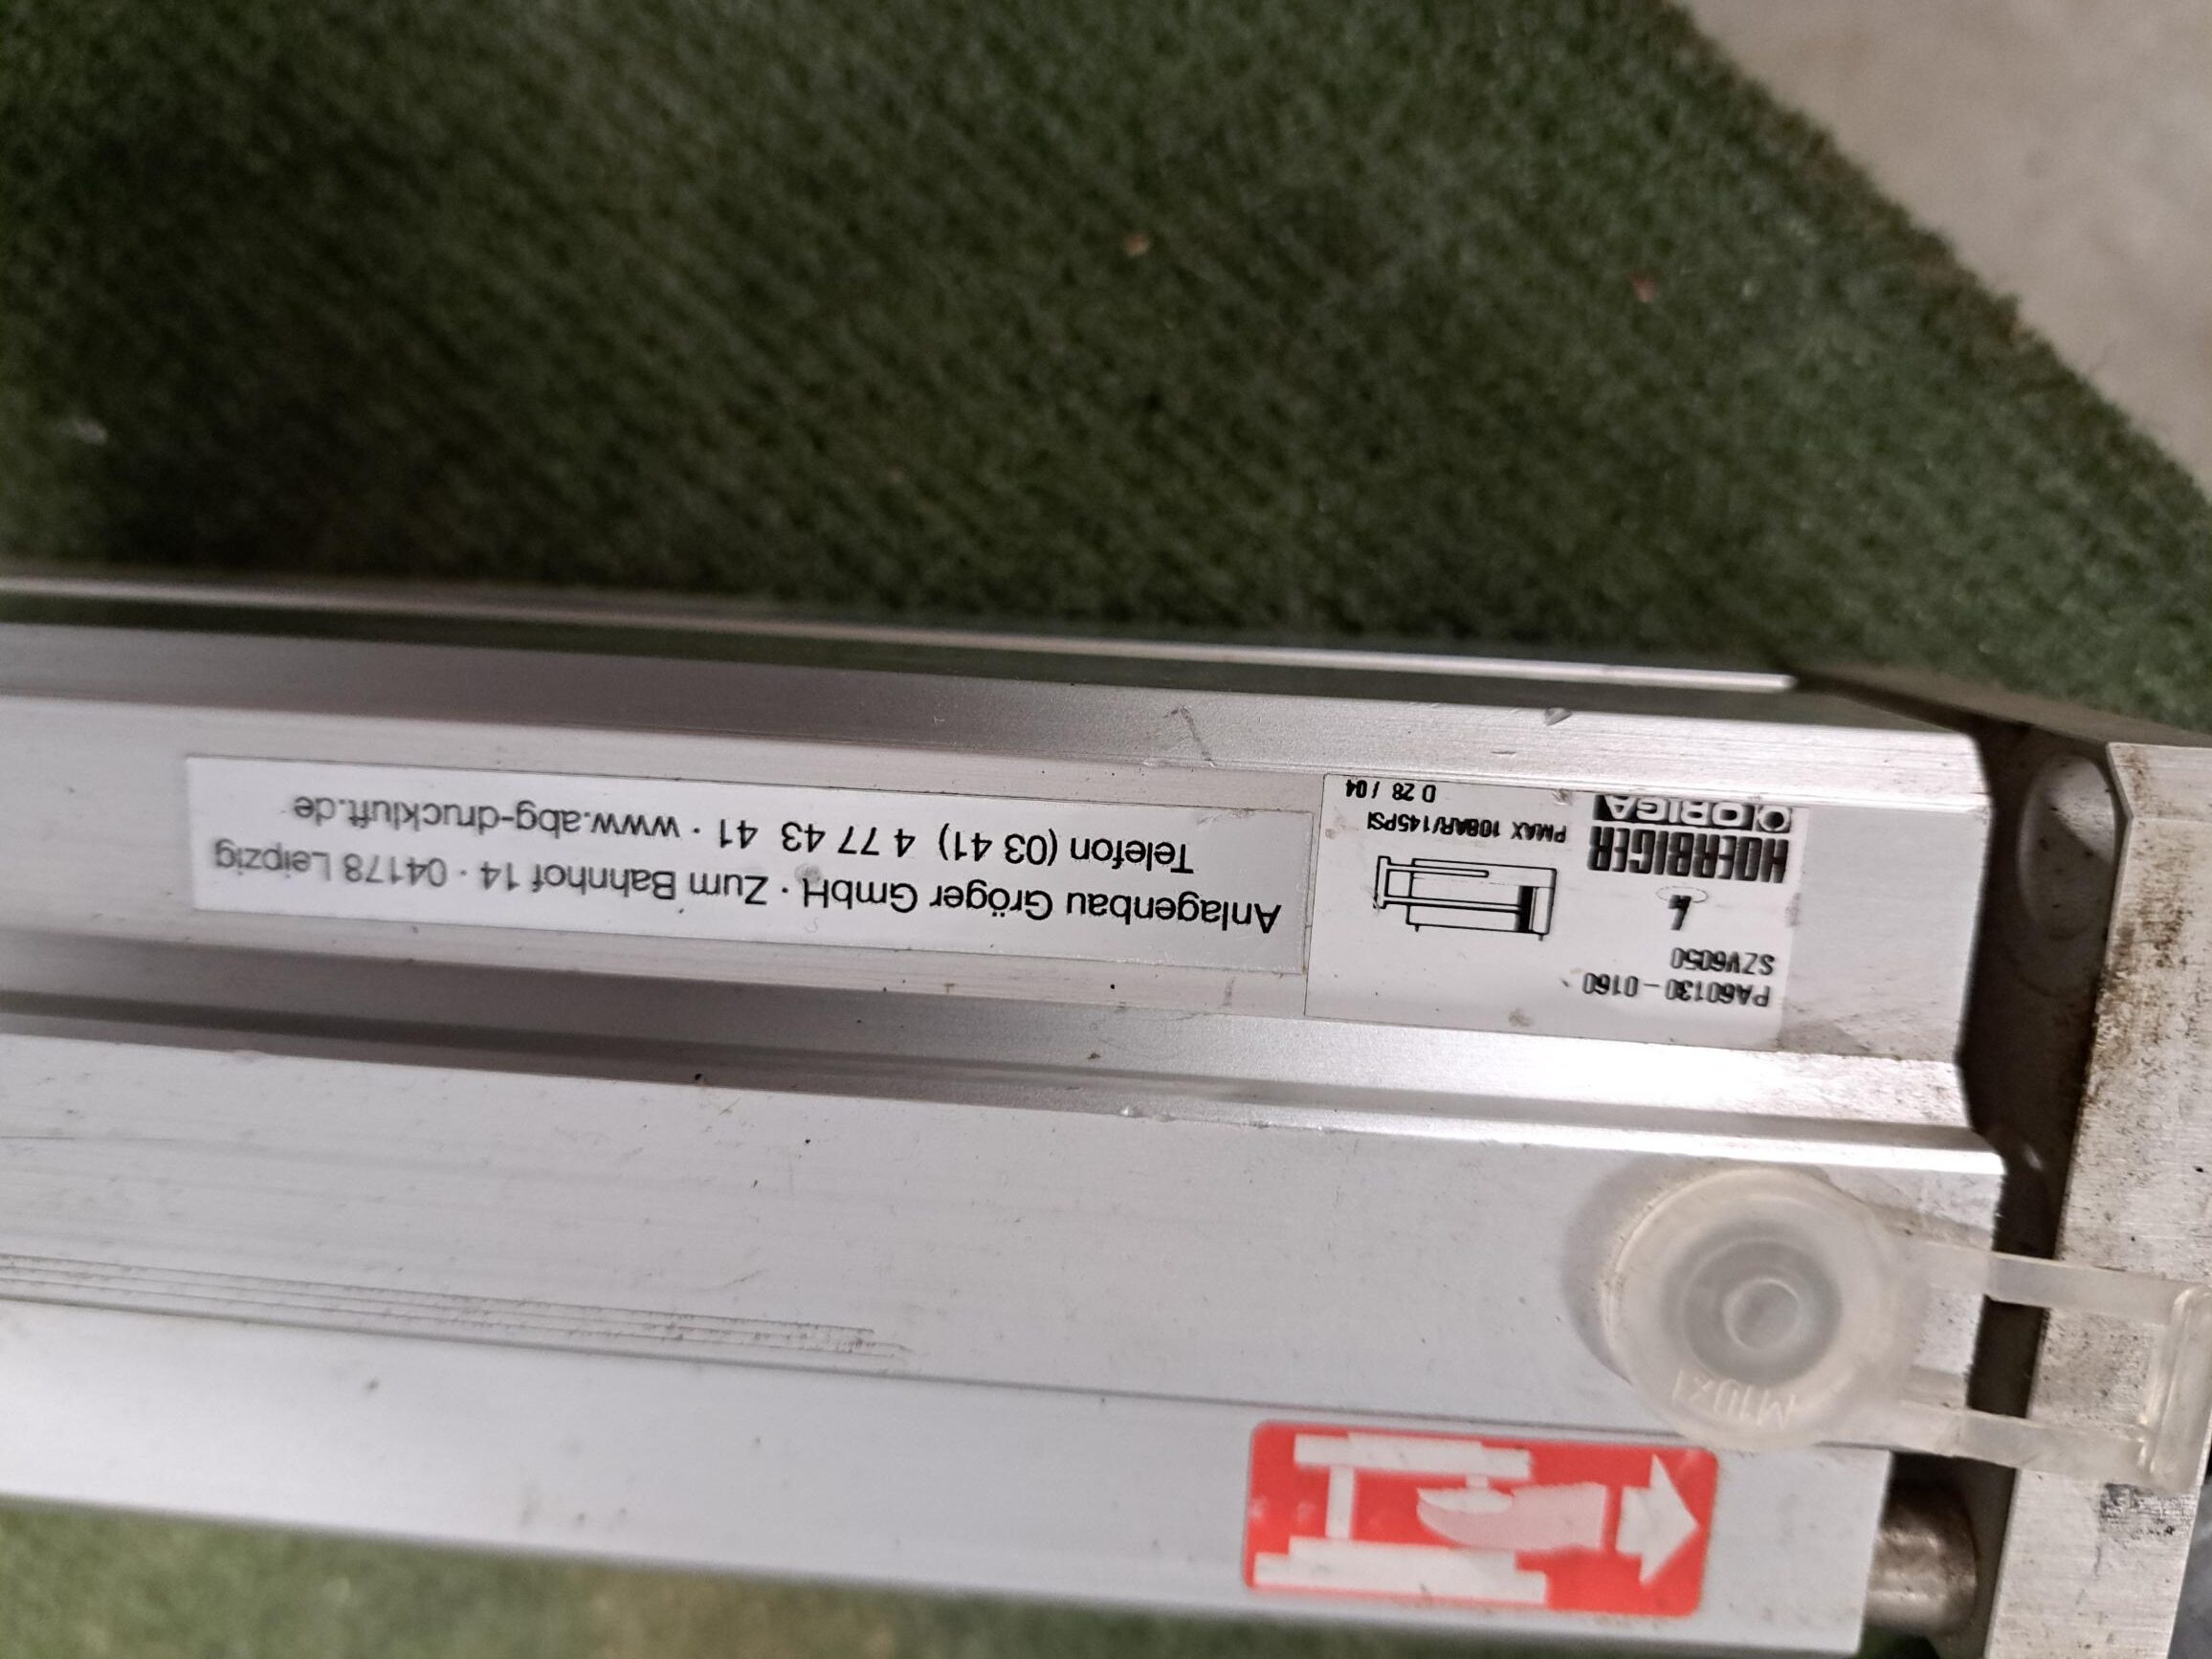 PA60130-0160
SZV6050
HOERBIGER
ORIGA
PMAX 10BAR/145PSI
D 28 / 04
Anlagenbau Gröger GmbH · Zum Bahnhof 14 · 04178 Leipzig
Telefon (03 41) 4 77 43 41 · www.abg-druckluft.de